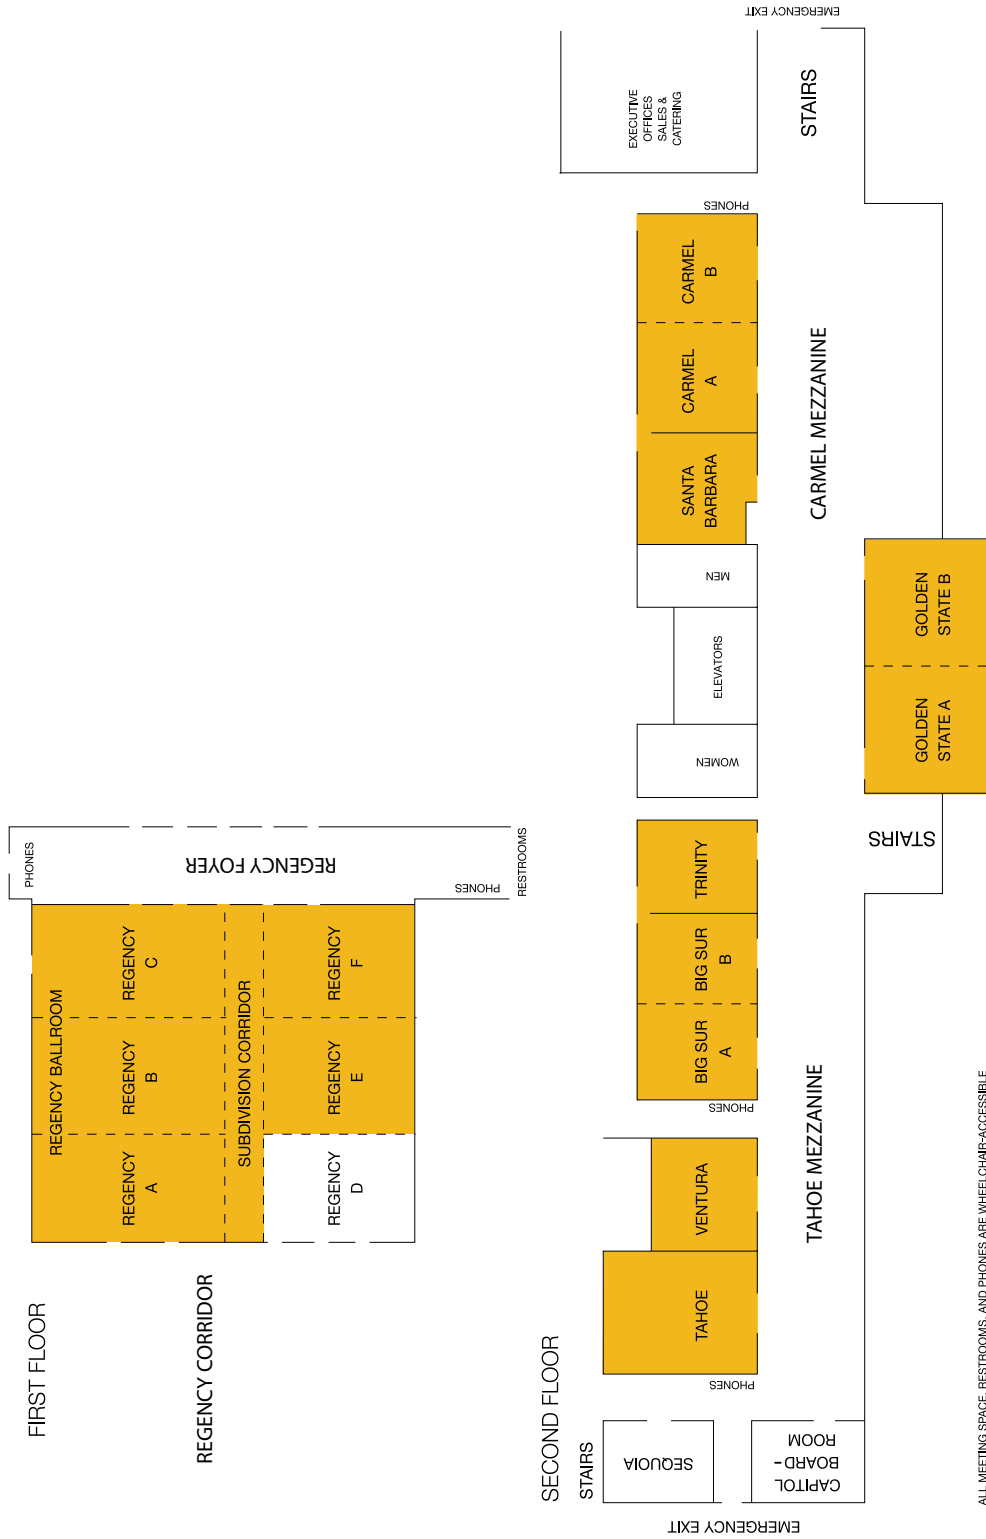 FIRST FLOOR
REGENCY CORRIDOR
REGENCY BALLROOM
REGENCY
A
REGENCY
B
REGENCY
C
SUBDIVISION CORRIDOR
REGENCY
D
REGENCY
E
REGENCY
F
PHONES
REGENCY FOYER
PHONES
RESTROOMS
SECOND FLOOR
STAIRS
SEQUOIA
CAPITOL
BOARD-
ROOM
EMERGENCY EXIT
PHONES
TAHOE
VENTURA
PHONES
BIG SUR
A
BIG SUR
B
TRINITY
TAHOE MEZZANINE
WOMEN
ELEVATORS
MEN
SANTA
BARBARA
CARMEL
A
CARMEL
B
PHONES
CARMEL MEZZANINE
EXECUTIVE
OFFICES
SALES &
CATERING
STAIRS
EMERGENCY EXIT
STAIRS
GOLDEN
STATE A
GOLDEN
STATE B
ALL MEETING SPACE, RESTROOMS, AND PHONES ARE WHEELCHAIR-ACCESSIBLE